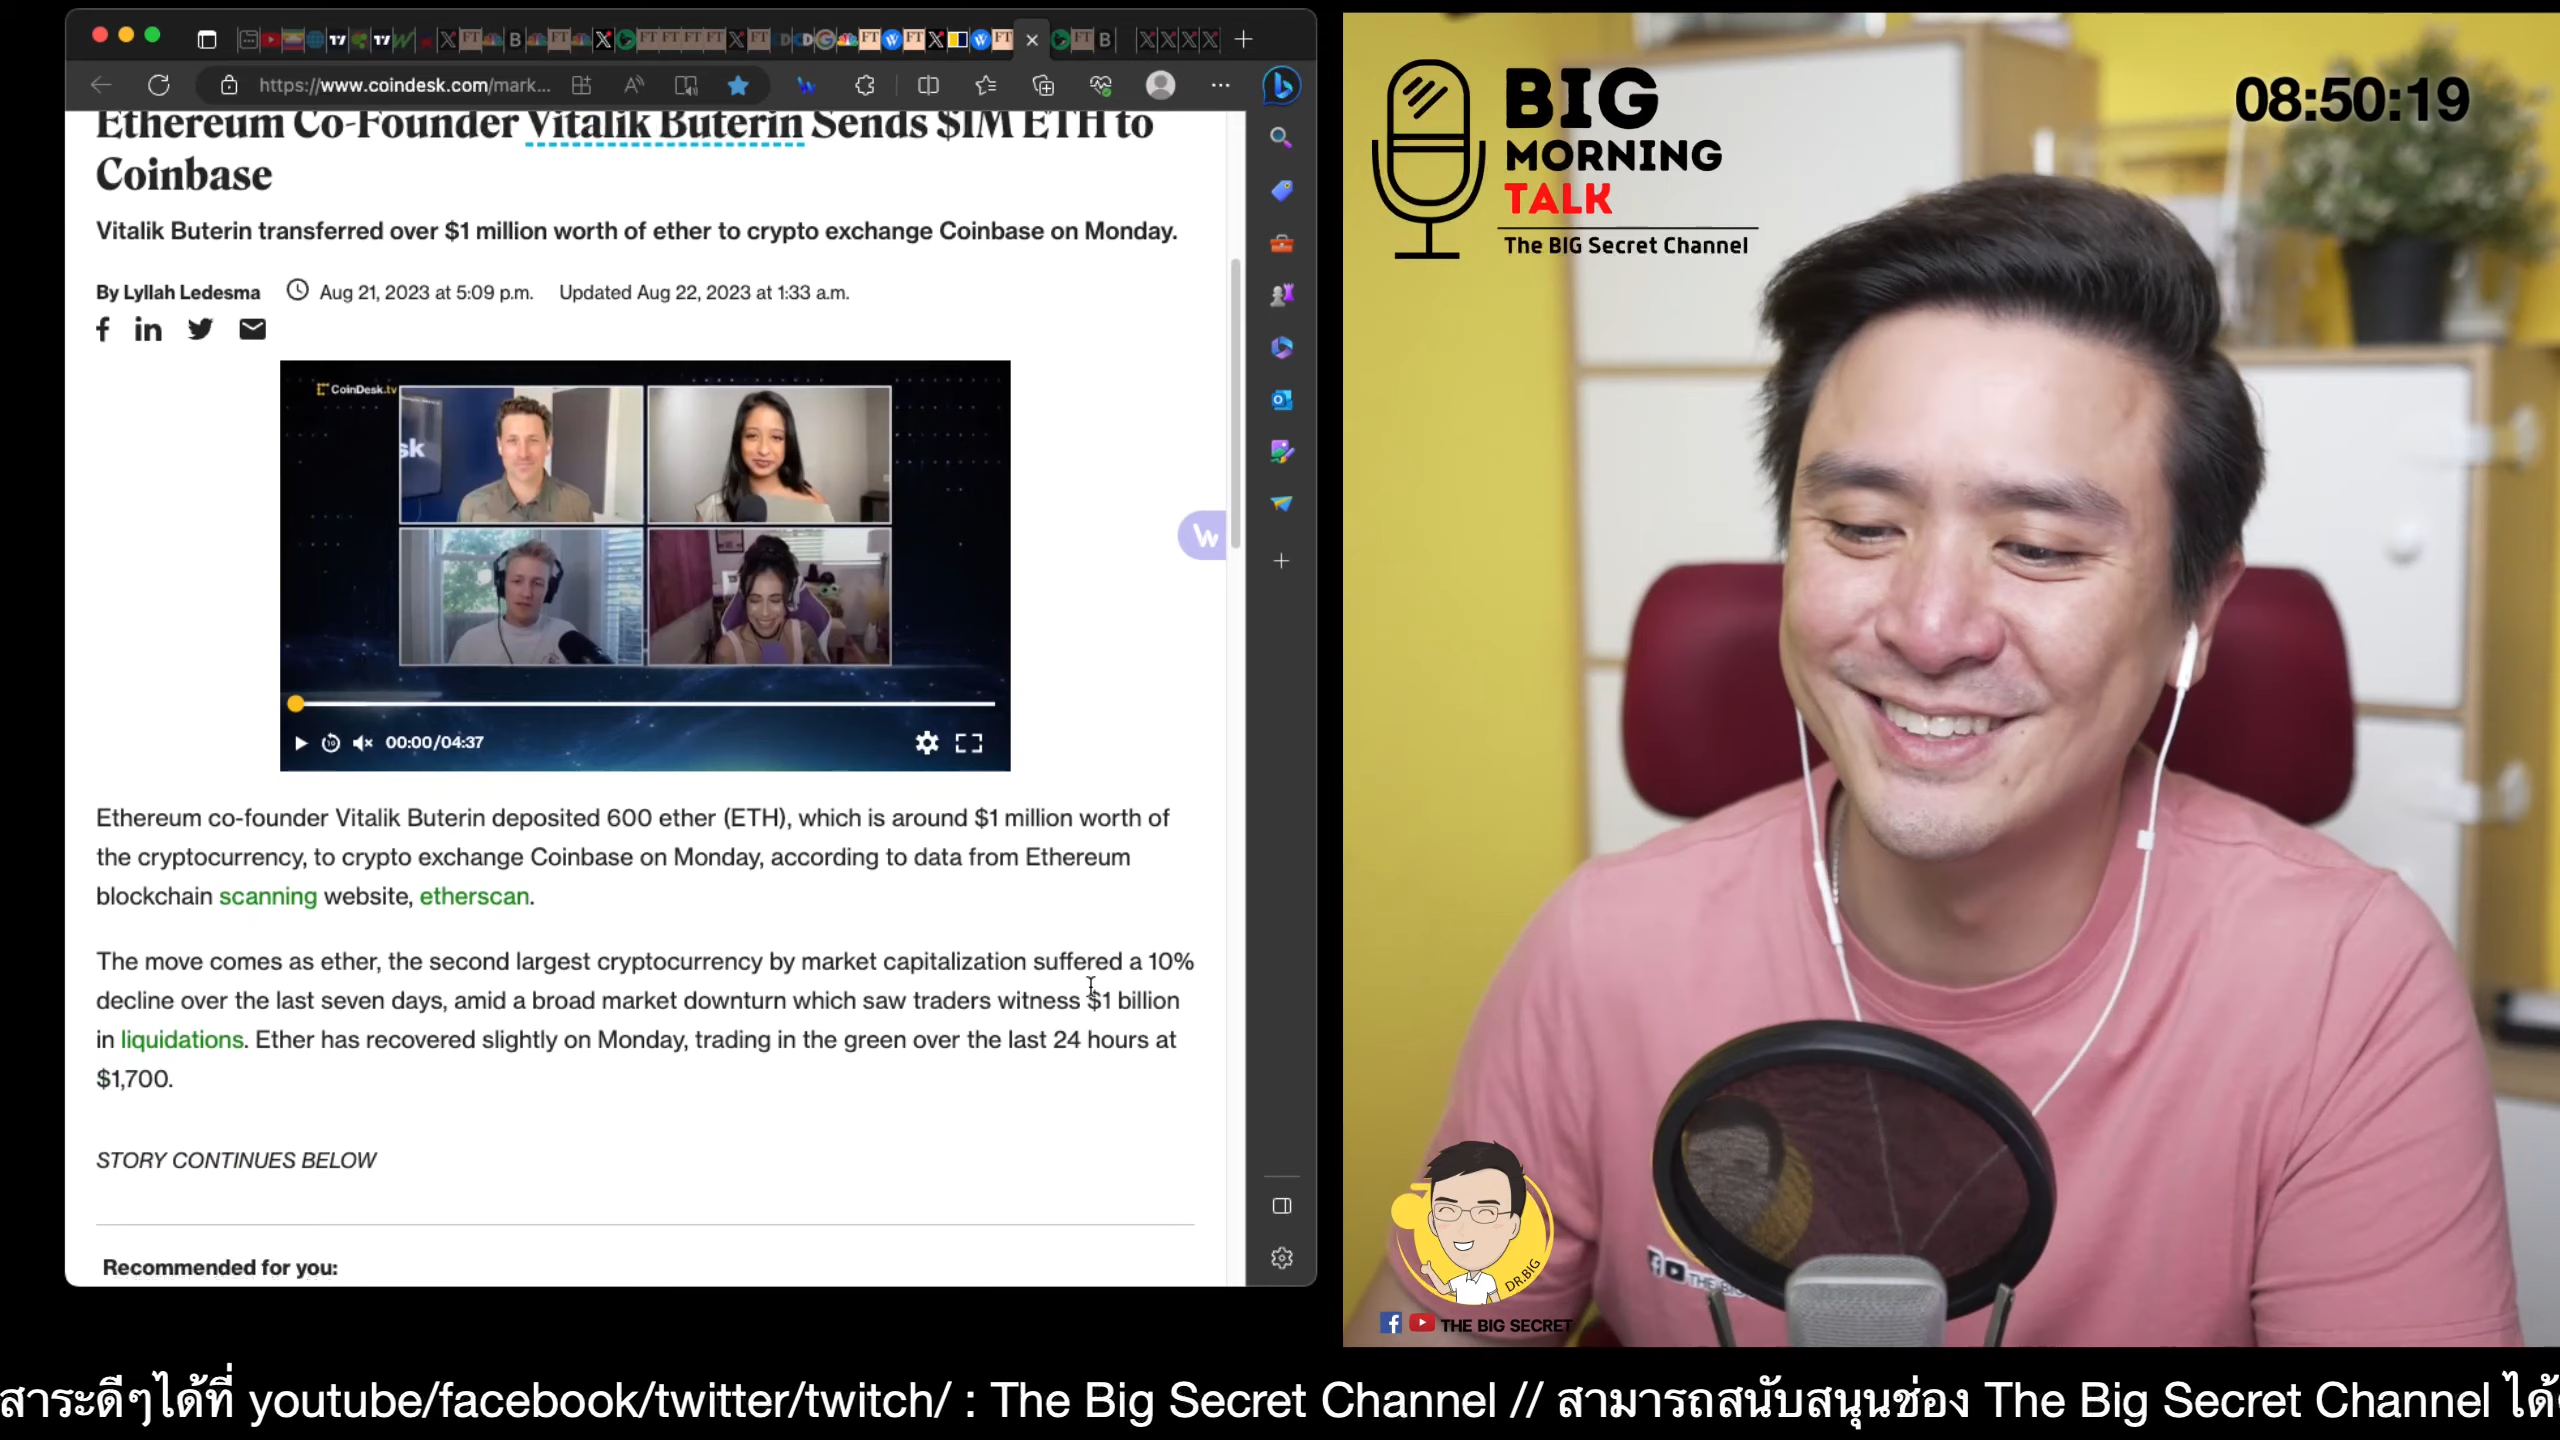 https://www.coindesk.com/mark...
Ethereum Co-Founder Vitalik Buterin Sends $1M ETH to
Coinbase
Vitalik Buterin transferred over $1 million worth of ether to crypto exchange Coinbase on Monday.
By Lyllah Ledesma Aug 21, 2023 at 5:09 p.m. Updated Aug 22, 2023 at 1:33 a.m.
CoinDesk.tv
sk
00:00/04:37
Ethereum co-founder Vitalik Buterin deposited 600 ether (ETH), which is around $1 million worth of
the cryptocurrency, to crypto exchange Coinbase on Monday, according to data from Ethereum
blockchain scanning website, etherscan.
The move comes as ether, the second largest cryptocurrency by market capitalization suffered a 10%
decline over the last seven days, amid a broad market downturn which saw traders witness $1 billion
in liquidations. Ether has recovered slightly on Monday, trading in the green over the last 24 hours at
$1,700.
STORY CONTINUES BELOW
Recommended for you:
BIG
MORNING
TALK
The BIG Secret Channel
08:50:19
DR.BIG
THE BIG SECRET
สาระดีๆได้ที่ youtube/facebook/twitter/twitch/ : The Big Secret Channel // สามารถสนับสนุนช่อง The Big Secret Channel ได้